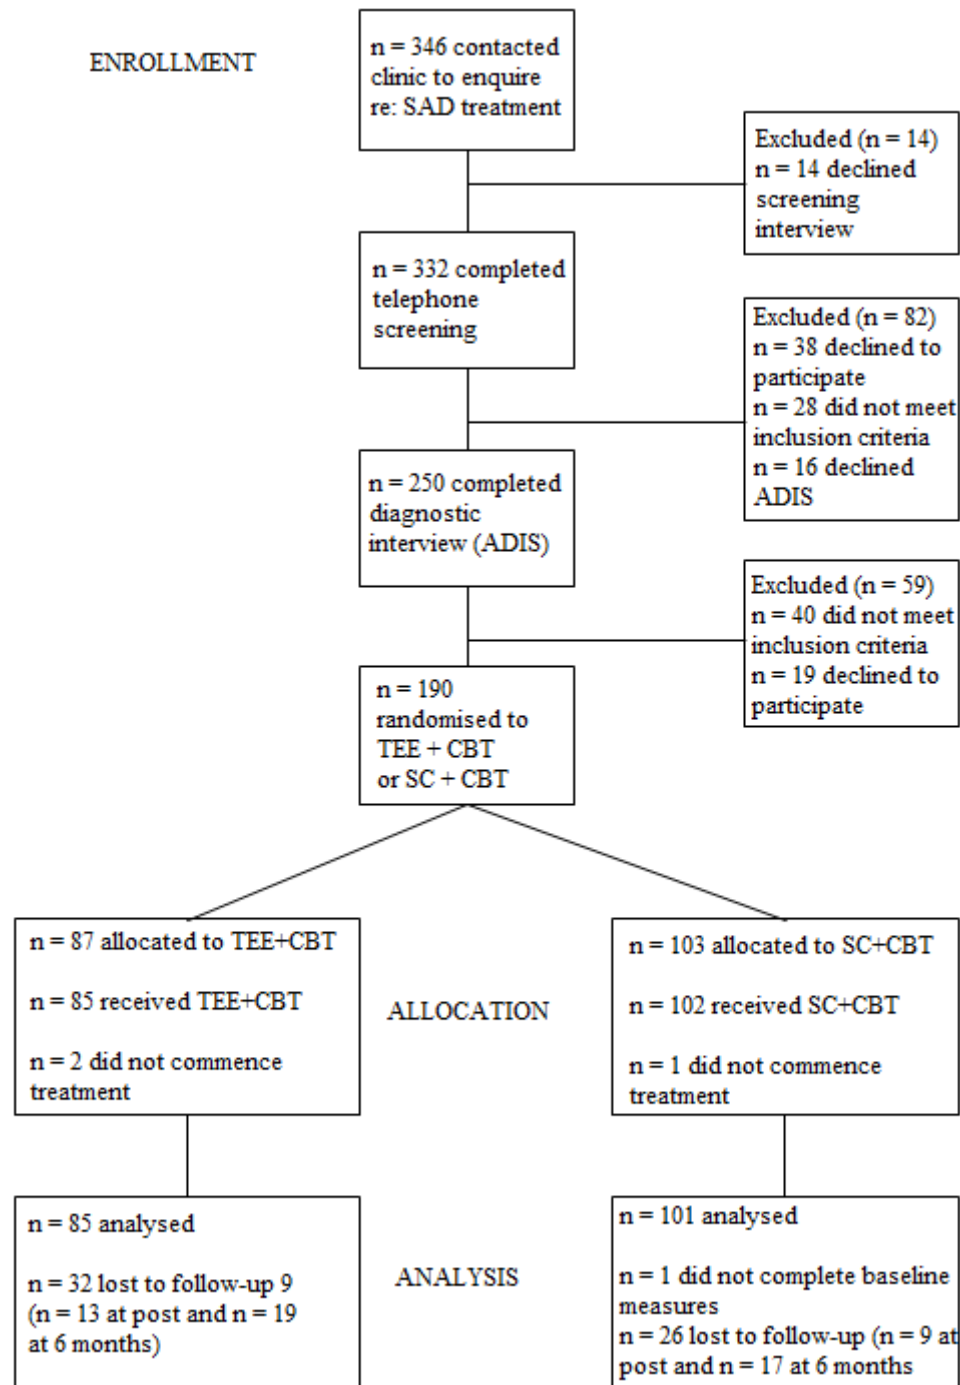 ENROLLMENT
n = 346 contacted
clinic to enquire
re: SAD treatment
Excluded (n = 14)
n = 14 declined
screening
interview
n = 332 completed
telephone
screening
Excluded (n = 82)
n = 38 declined to
participate
n = 28 did not meet
inclusion criteria
n = 16 declined
ADIS
n = 250 completed
diagnostic
interview (ADIS)
Excluded (n = 59)
n = 40 did not meet
inclusion criteria
n = 19 declined to
participate
n = 190
randomised to
TEE + CBT
or SC + CBT
n = 87 allocated to TEE+CBT
n = 85 received TEE+CBT
n = 2 did not commence
treatment
ALLOCATION
n = 103 allocated to SC+CBT
n = 102 received SC+CBT
n = 1 did not commence
treatment
n = 85 analysed
n = 32 lost to follow-up 9
(n = 13 at post and n = 19
at 6 months)
ANALYSIS
n = 101 analysed
n = 1 did not complete baseline
measures
n = 26 lost to follow-up (n = 9 at
post and n = 17 at 6 months